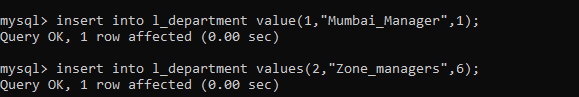 mysql> insert into l_department value(1,"Mumbai_Manager",1);
Query OK, 1 row affected (0.00 sec)
mysql> insert into l_department values(2,"Zone_managers",6);
Query OK, 1 row affected (0.00 sec)